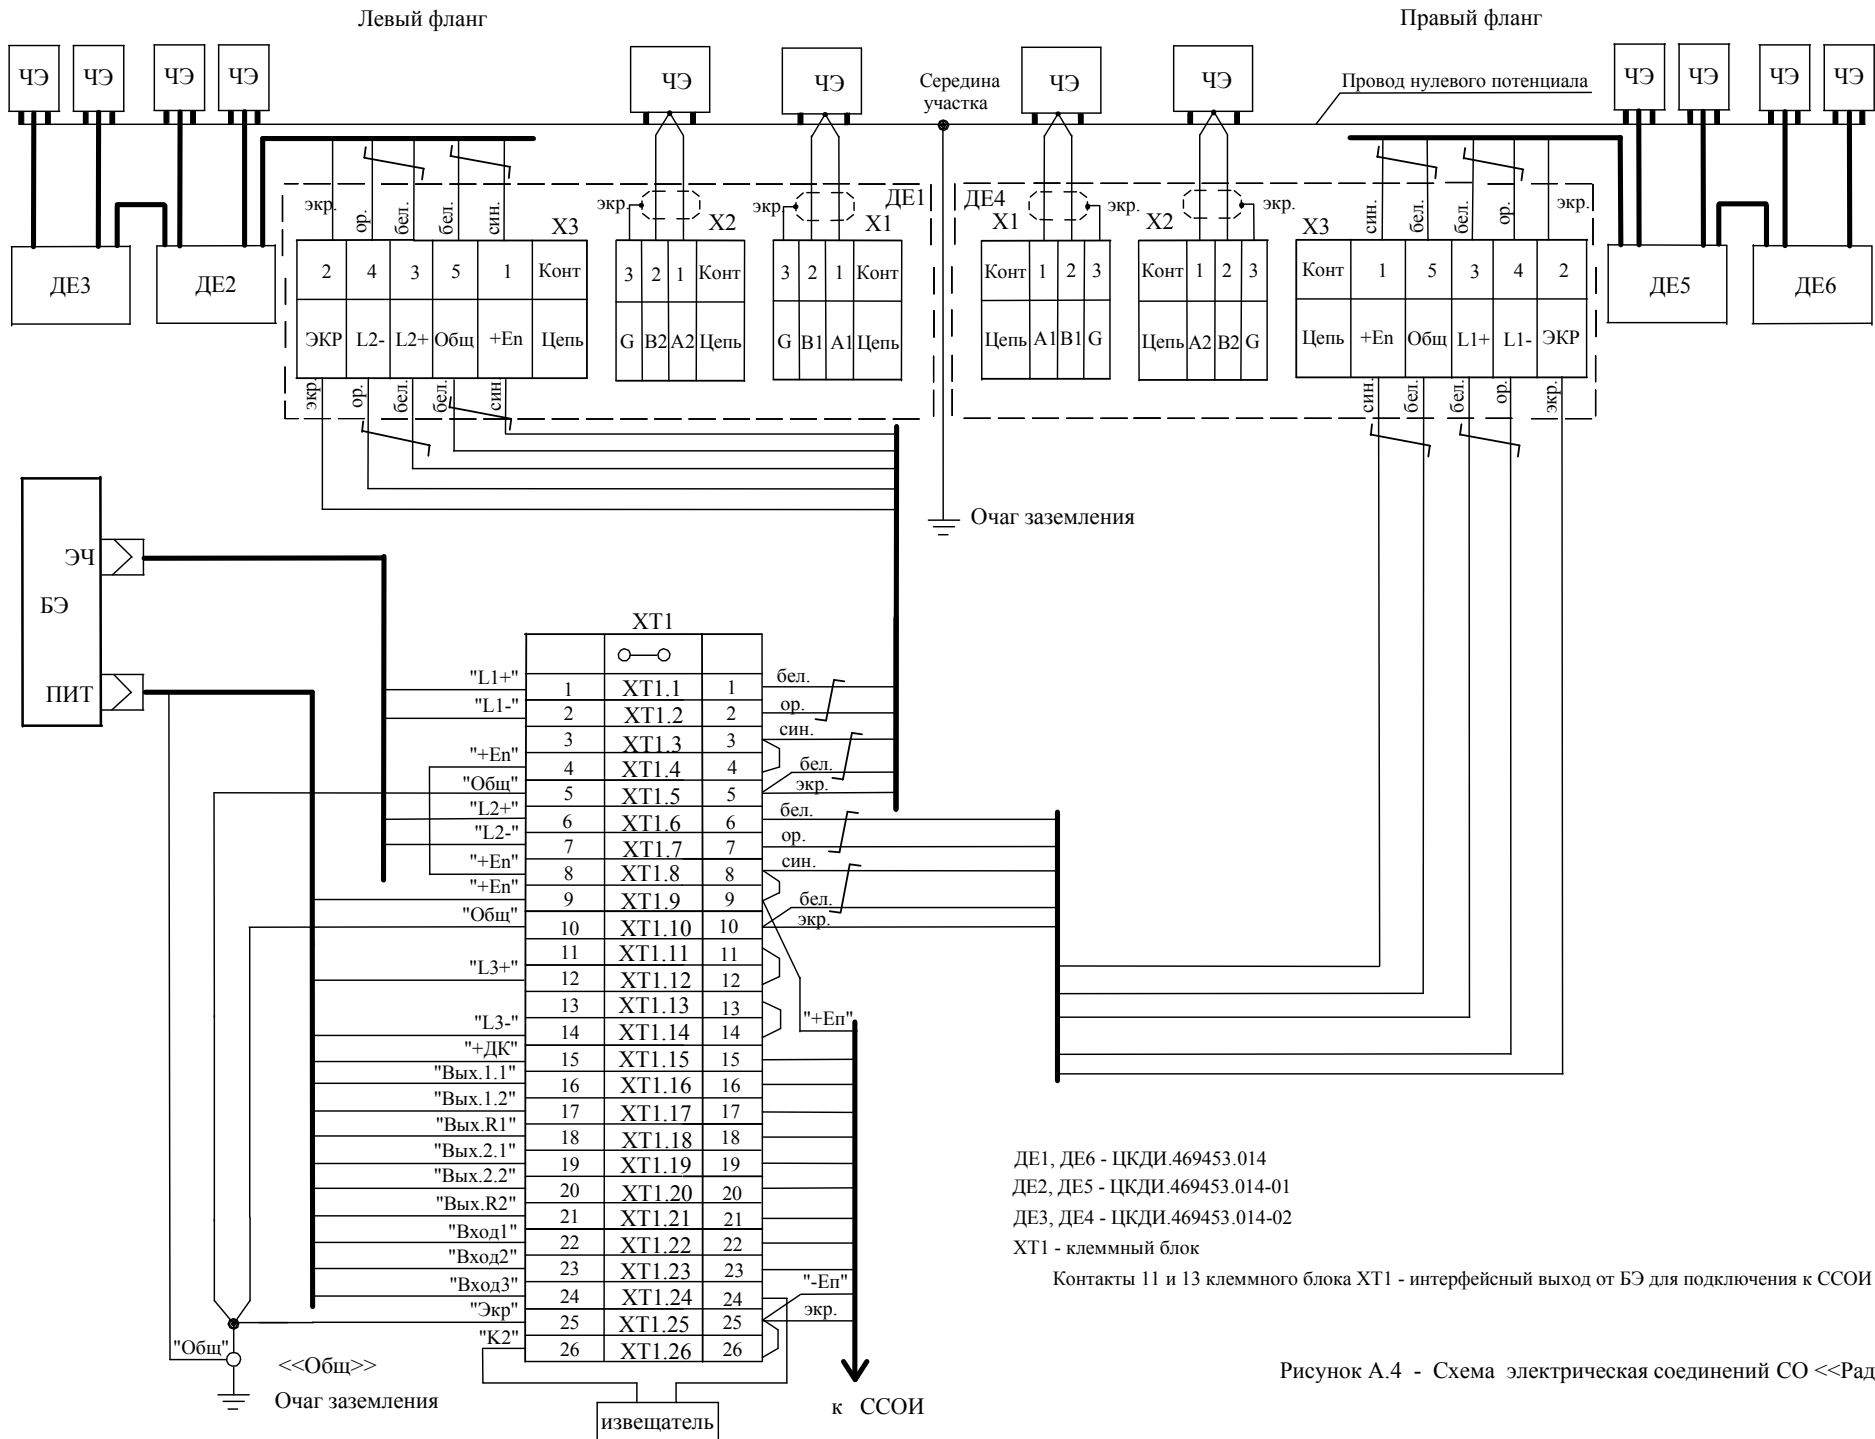 Левый фланг
Правый фланг
ЧЭ ЧЭ ЧЭ ЧЭ ЧЭ ЧЭ
Середина
участка
ЧЭ ЧЭ
Провод нулевого потенциала
ЧЭ ЧЭ ЧЭ ЧЭ
экр. ор. бел. бел. син.
X3
экр.
X2
экр.
X1
ДЕ1
ДЕ4
X1
экр.
X2
экр.
X3
син. бел. бел. ор. экр.
ДЕ3
ДЕ2
2 4 3 5 1 Конт
ЭКР L2- L2+ Общ +En Цепь
3 2 1 Конт
G B2 A2 Цепь
3 2 1 Конт
G B1 A1 Цепь
Конт 1 2 3
Цепь A1 B1 G
Конт 1 2 3
Цепь A2 B2 G
Конт 1 5 3 4 2
Цепь +En Общ L1+ L1- ЭКР
ДЕ5
ДЕ6
экр. ор. бел. бел. син.
син. бел. бел. ор. экр.
Очаг заземления
ЭЧ
БЭ
ПИТ
XT1
"L1+" 1 XT1.1 1 бел.
"L1-" 2 XT1.2 2 ор.
3 XT1.3 3 син.
"+En" 4 XT1.4 4 бел.
"Общ" 5 XT1.5 5 экр.
"L2+" 6 XT1.6 6 бел.
"L2-" 7 XT1.7 7 ор.
"+En" 8 XT1.8 8 син.
"+En" 9 XT1.9 9 бел.
"Общ" 10 XT1.10 10 экр.
11 XT1.11 11
"L3+" 12 XT1.12 12
13 XT1.13 13
"L3-" 14 XT1.14 14 "+Еп"
"+ДК" 15 XT1.15 15
"Вых.1.1" 16 XT1.16 16
"Вых.1.2" 17 XT1.17 17
"Вых.R1" 18 XT1.18 18
"Вых.2.1" 19 XT1.19 19
"Вых.2.2" 20 XT1.20 20
"Вых.R2" 21 XT1.21 21
"Вход1" 22 XT1.22 22
"Вход2" 23 XT1.23 23
"Вход3" 24 XT1.24 24 "-Еп"
"Экр" 25 XT1.25 25 экр.
"K2" 26 XT1.26 26
"Общ"
<<Общ>>
Очаг заземления
извещатель
к ССОИ
ДЕ1, ДЕ6 - ЦКДИ.469453.014
ДЕ2, ДЕ5 - ЦКДИ.469453.014-01
ДЕ3, ДЕ4 - ЦКДИ.469453.014-02
XT1 - клеммный блок
Контакты 11 и 13 клеммного блока XT1 - интерфейсный выход от БЭ для подключения к ССОИ
Рисунок А.4 - Схема электрическая соединений СО <<Рад